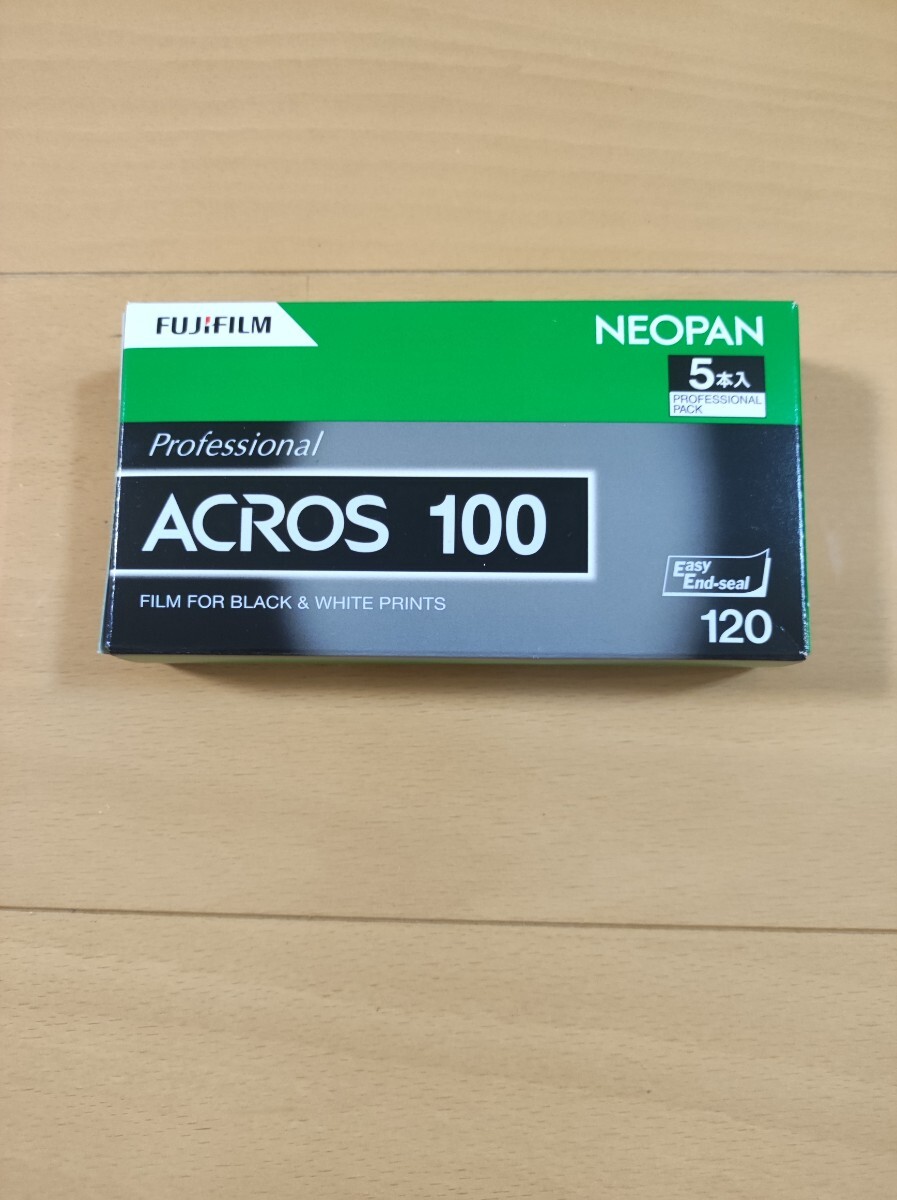 FUJIFILM
NEOPAN
5本入
PROFESSIONAL
PACK
Professional
ACROS 100
Easy
End-seal
FILM FOR BLACK & WHITE PRINTS
120